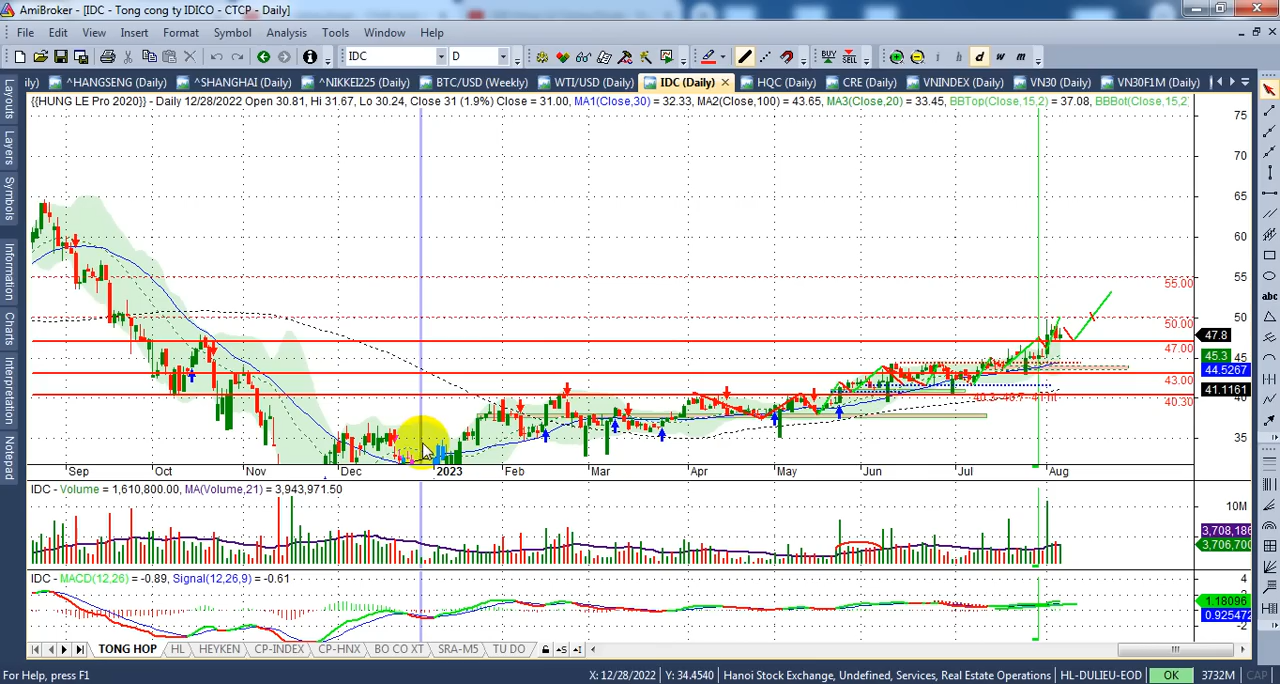 AmiBroker - [IDC - Tong cong ty IDICO - CTCP - Daily]
File Edit View Insert Format Symbol Analysis Tools Window Help
IDC D BUY SELL i h d w m
ily) ^HANGSENG (Daily) ^SHANGHAI (Daily) ^NIKKEI225 (Daily) BTC/USD (Weekly) WTI/USD (Daily) IDC (Daily) HQC (Daily) CRE (Daily) VNINDEX (Daily) VN30 (Daily) VN30F1M (Daily)
Layouts
Layers
Symbols
Information
Charts
Interpretation
Notepad
abc
{{HUNG LE Pro 2020}} - Daily 12/28/2022 Open 30.81, Hi 31.67, Lo 30.24, Close 31 (1.9%) Close = 31.00, MA1(Close,30) = 32.33, MA2(Close,100) = 43.65, MA3(Close,20) = 33.45, BBTop(Close,15,2) = 37.08, BBBot(Close,15,2)
75
70
65
60
55
55.00
50
50.00
47.8
47.00
45.3
45
44.5267
43.00
41.1161
40
40.30
35
Sep Oct Nov Dec 2023 Feb Mar Apr May Jun Jul Aug
IDC - Volume = 1,610,800.00, MA(Volume,21) = 3,943,971.50
10M
3,708,186
3,706,700
IDC - MACD(12,26) = -0.89, Signal(12,26,9) = -0.61
4
2
1.18096
0.925472
-2
TONG HOP HL HEYKEN CP-INDEX CP-HNX BO CO XT SRA-M5 TU DO
For Help, press F1 X: 12/28/2022 Y: 34.4540 Hanoi Stock Exchange, Undefined, Services, Real Estate Operations HL-DULIEU-EOD OK 3732M CAP